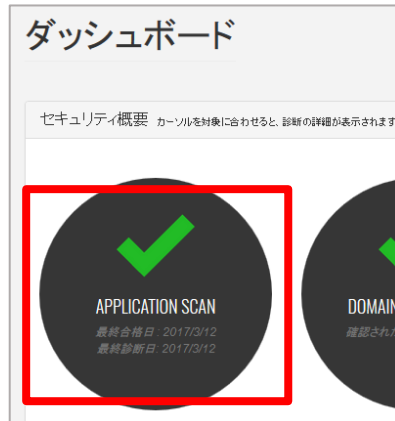 ダッシュボード
セキュリティ概要 カーソルを対象に合わせると、診断の詳細が表示されます
APPLICATION SCAN
最終合格日 : 2017/3/12
最終診断日: 2017/3/12
DOMAIN
確認された